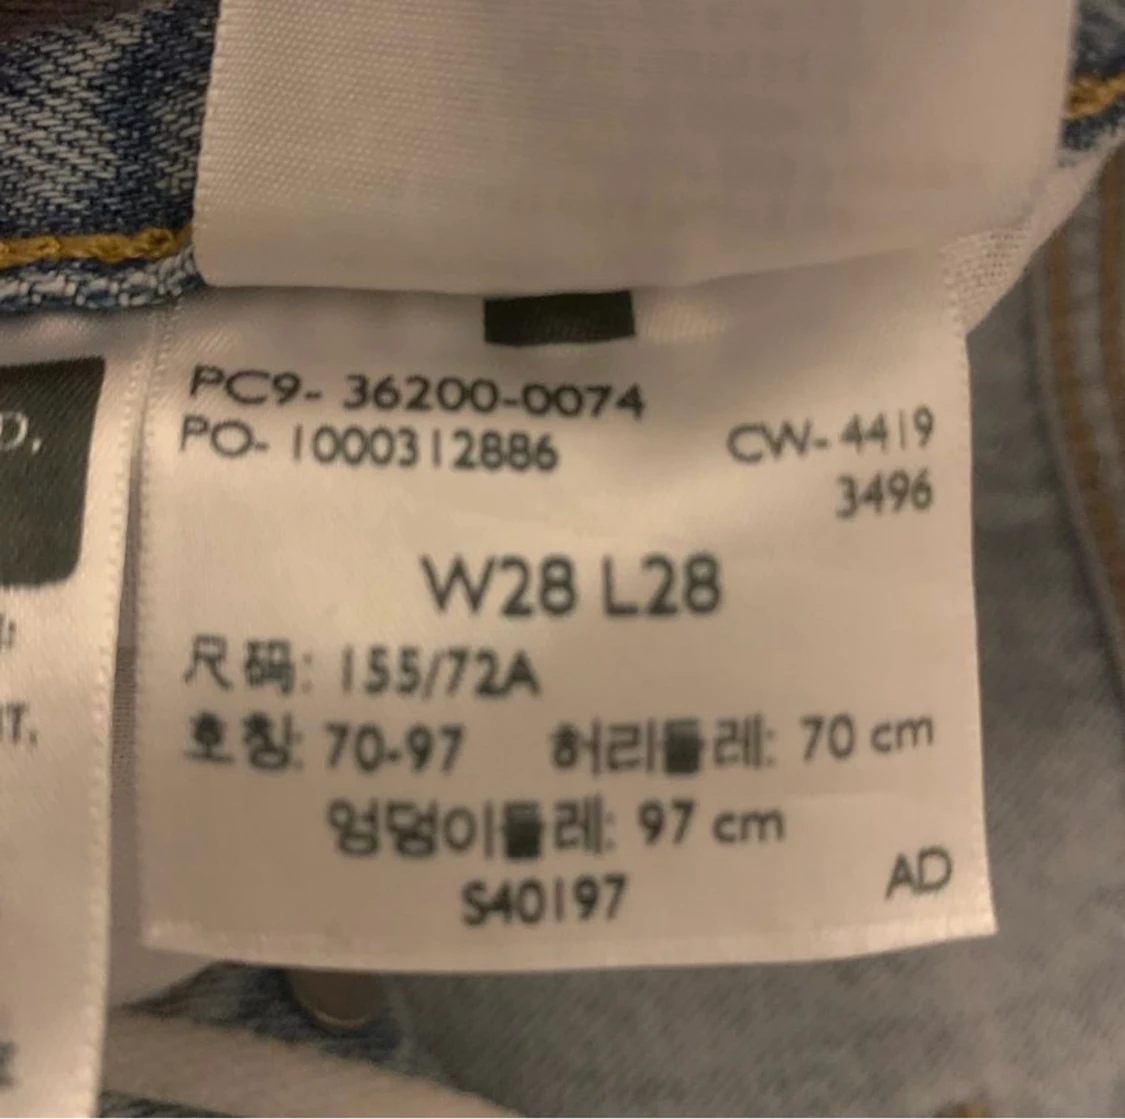 PC9- 36200-0074
PO- 1000312886
CW- 4419
3496
W28 L28
尺码: 155/72A
호칭: 70-97 허리둘레: 70 cm
엉덩이둘레: 97 cm
S40197
AD
D.
T.